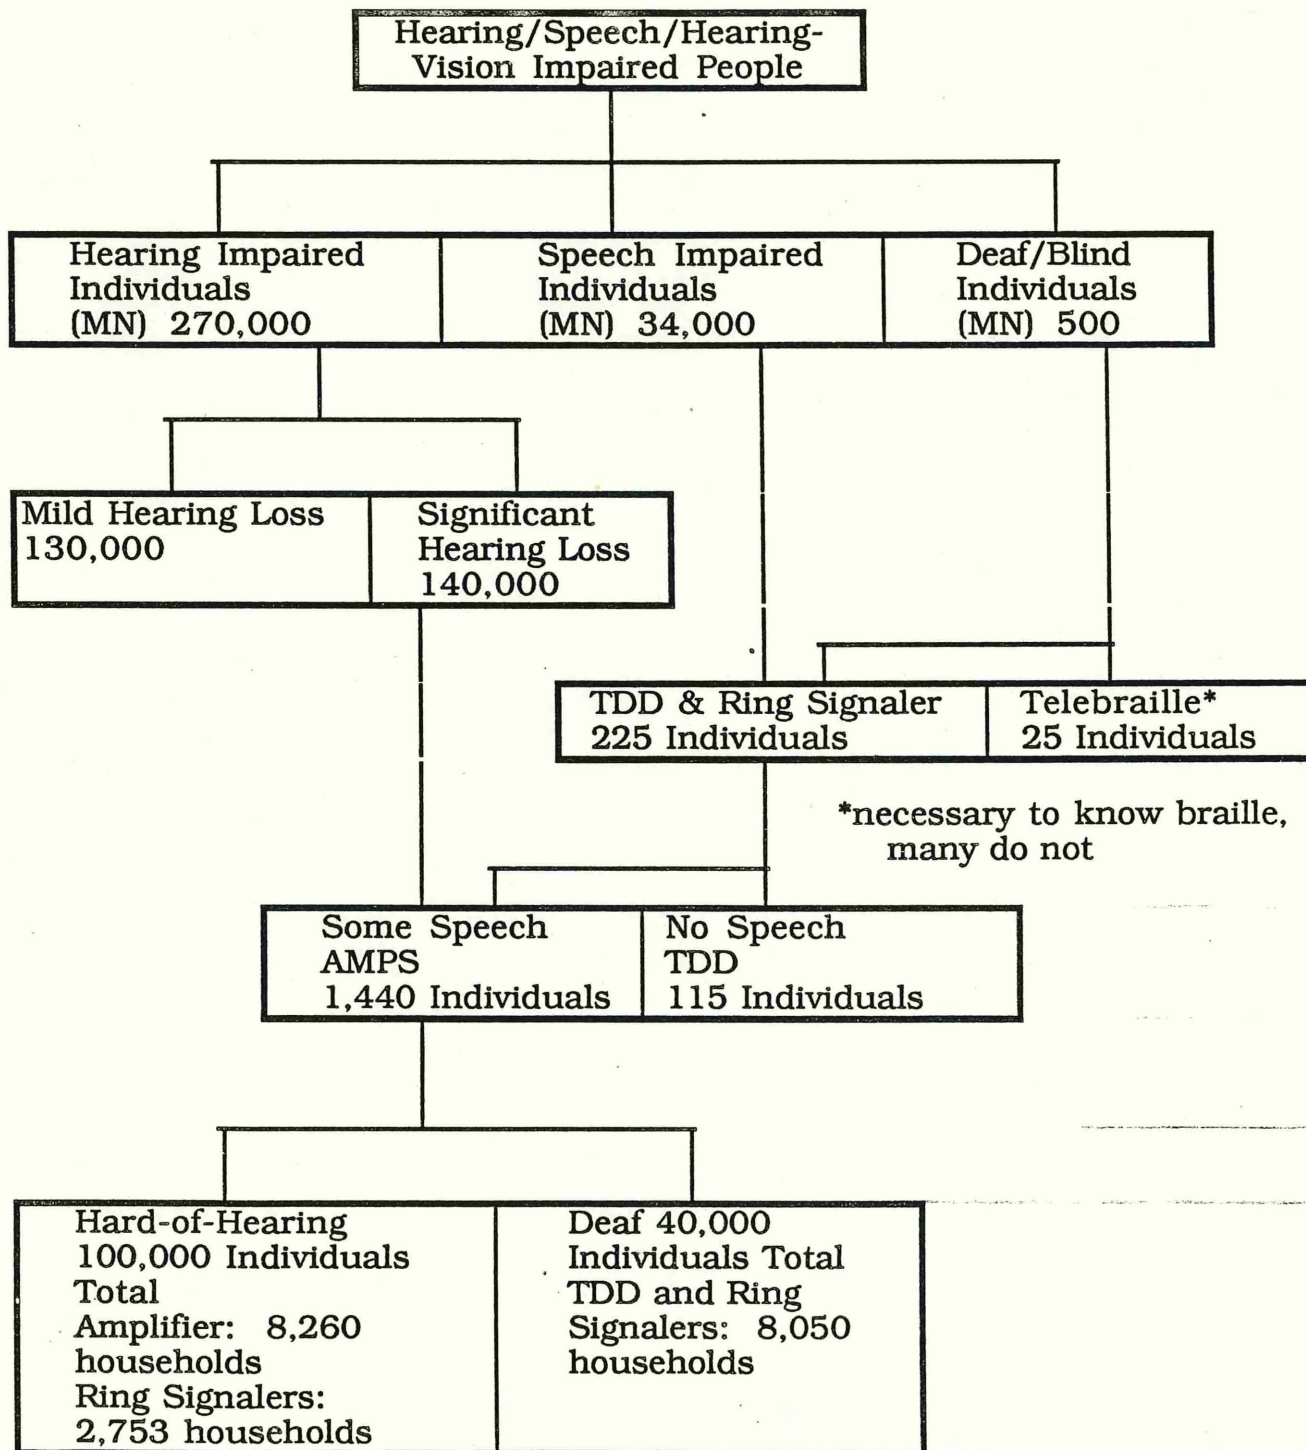 Hearing/Speech/Hearing-
Vision Impaired People
Hearing Impaired
Individuals
(MN) 270,000
Speech Impaired
Individuals
(MN) 34,000
Deaf/Blind
Individuals
(MN) 500
Mild Hearing Loss
130,000
Significant
Hearing Loss
140,000
TDD & Ring Signaler
225 Individuals
Telebraille*
25 Individuals
*necessary to know braille,
many do not
Some Speech
AMPS
1,440 Individuals
No Speech
TDD
115 Individuals
Hard-of-Hearing
100,000 Individuals
Total
Amplifier: 8,260
households
Ring Signalers:
2,753 households
Deaf 40,000
Individuals Total
TDD and Ring
Signalers: 8,050
households